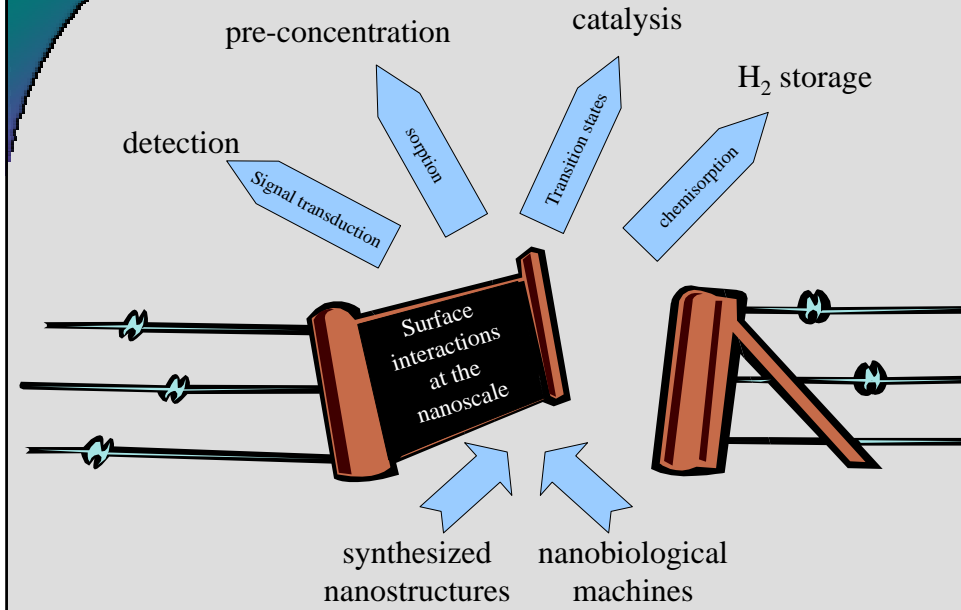 pre-concentration
catalysis
H₂ storage
detection
Signal transduction
sorption
Transition states
chemisorption
Surface
interactions
at the
nanoscale
synthesized
nanostructures
nanobiological
machines